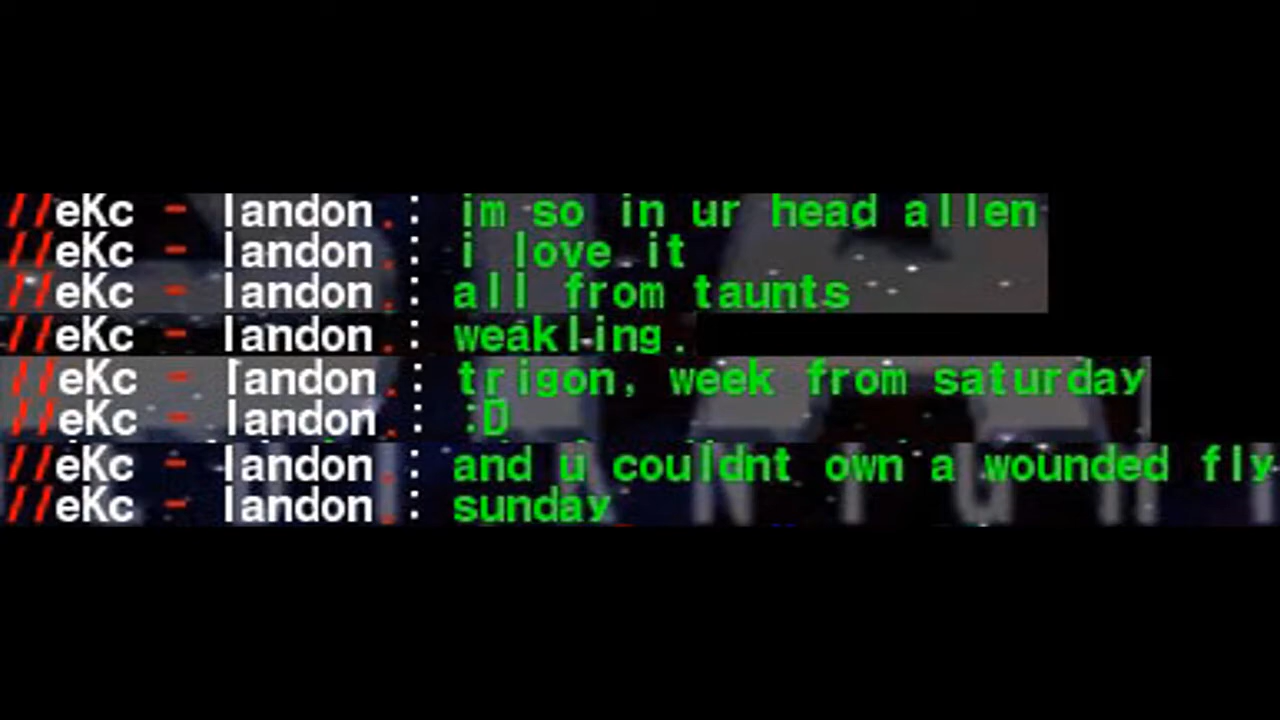 //eKc - landon.: im so in ur head allen
//eKc - landon.: i love it
//eKc - landon.: all from taunts
//eKc - landon.: weakling.
//eKc - landon.: trigon, week from saturday
//eKc - landon.: :D
//eKc - landon.: and u couldnt own a wounded fly
//eKc - landon.: sunday